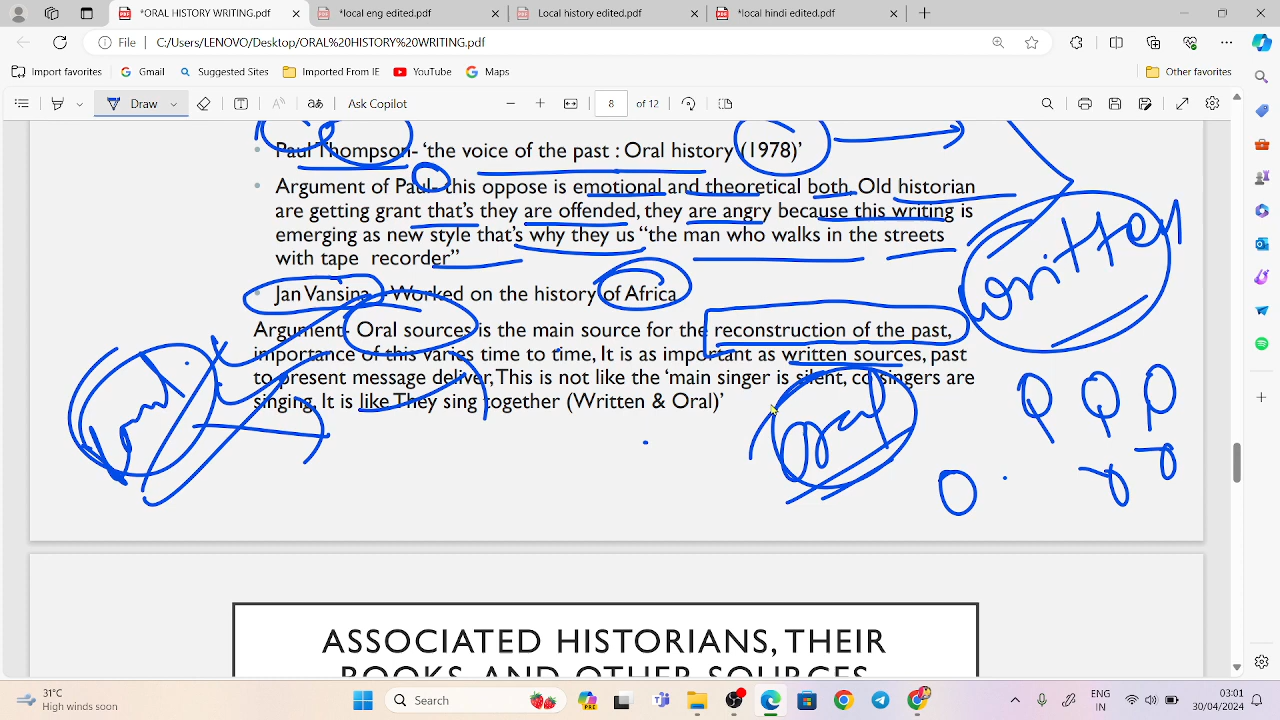 *ORAL HISTORY WRITING.pdf
*local eng edited.pdf
Local history edited.pdf
*local hindi edited.pdf
File
C:/Users/LENOVO/Desktop/ORAL%20HISTORY%20WRITING.pdf
Import favorites
Gmail
Suggested Sites
Imported From IE
YouTube
Maps
Other favorites
Draw
Ask Copilot
8 of 12
• Paul Thompson- ‘the voice of the past : Oral history (1978)’
• Argument of Paul- this oppose is emotional and theoretical both. Old historian
are getting grant that’s they are offended, they are angry because this writing is
emerging as new style that’s why they us “the man who walks in the streets
with tape recorder”
written
• Jan Vansina- Worked on the history of Africa
Argument- Oral sources is the main source for the reconstruction of the past,
importance of this varies time to time, It is as important as written sources, past
to present message deliver, This is not like the ‘main singer is silent, co singers are
singing, It is like They sing together (Written & Oral)’
Oral
ASSOCIATED HISTORIANS, THEIR
BOOKS AND OTHER SOURCES
31°C
High winds soon
Search
ENG
IN
03:01
30/04/2024